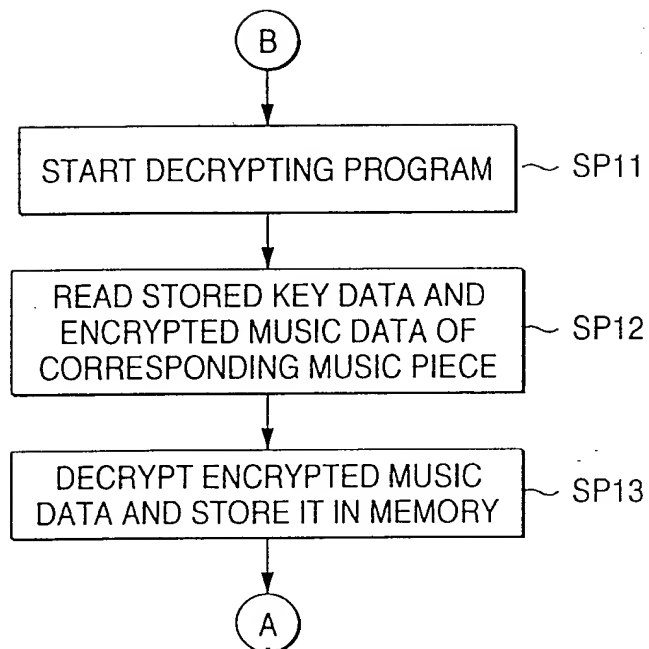 B
START DECRYPTING PROGRAM
SP11
READ STORED KEY DATA AND
ENCRYPTED MUSIC DATA OF
CORRESPONDING MUSIC PIECE
SP12
DECRYPT ENCRYPTED MUSIC
DATA AND STORE IT IN MEMORY
SP13
A